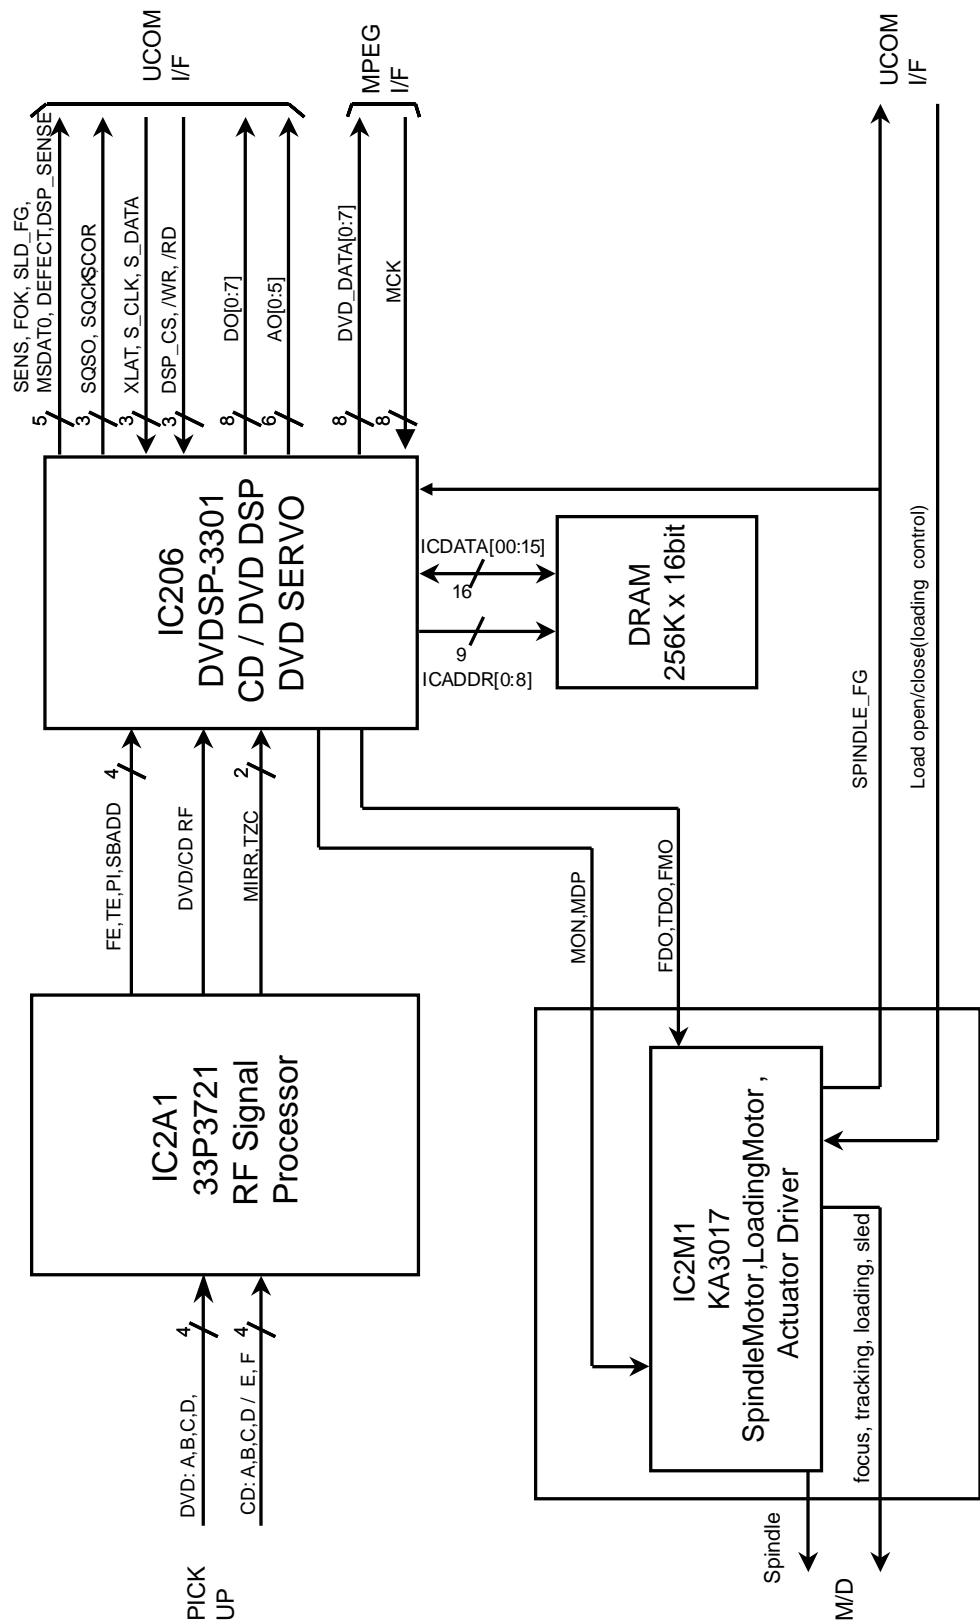 PICK
UP
DVD: A,B,C,D,
4
CD: A,B,C,D / E, F
4
IC2A1
33P3721
RF Signal
Processor
FE,TE,PI,SBADD
4
DVD/CD RF
MIRR,TZC
2
IC206
DVDSP-3301
CD / DVD DSP
DVD SERVO
SENS, FOK, SLD_FG,
MSDAT0, DEFECT,DSP_SENSE
5
SQSO, SQCK,SCOR
3
XLAT, S_CLK, S_DATA
3
DSP_CS, /WR, /RD
3
DO[0:7]
8
AO[0:5]
6
UCOM
I/F
DVD_DATA[0:7]
8
MCK
8
MPEG
I/F
ICDATA[00:15]
16
9
ICADDR[0:8]
DRAM
256K x 16bit
MON,MDP
FDO,TDO,FMO
IC2M1
KA3017
SpindleMotor,LoadingMotor ,
Actuator Driver
SPINDLE_FG
Load open/close(loading control)
UCOM
I/F
focus, tracking, loading, sled
Spindle
M/D